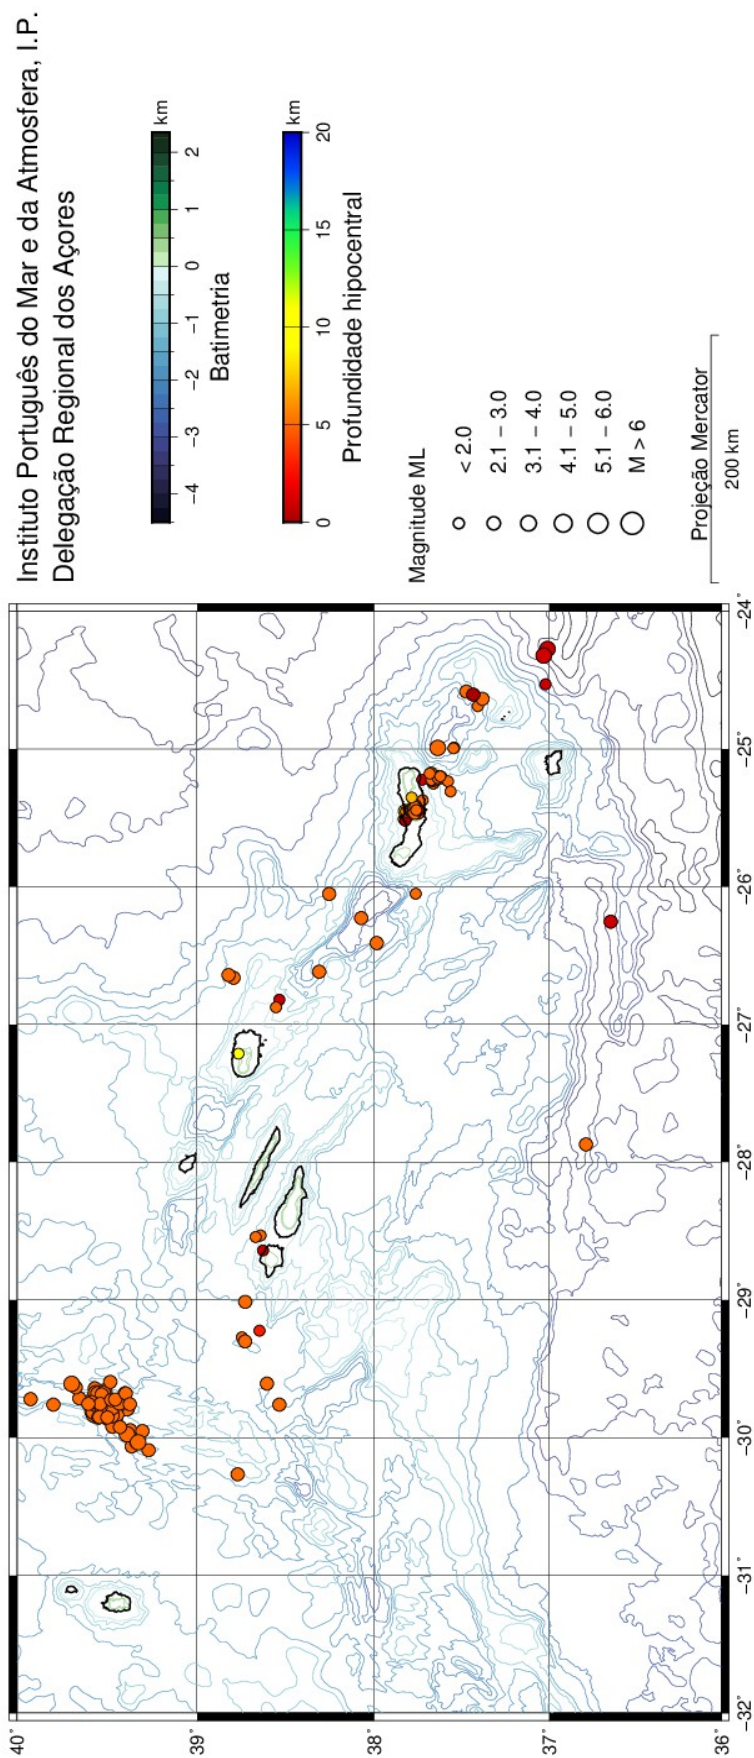 Instituto Português do Mar e da Atmosfera, I.P.
Delegação Regional dos Açores
km
−4 −3 −2 −1 0 1 2
Batimetria
km
0 5 10 15 20
Profundidade hipocentral
Magnitude ML
< 2.0
2.1 − 3.0
3.1 − 4.0
4.1 − 5.0
5.1 − 6.0
M > 6
Projeção Mercator
200 km
40˚
39˚
38˚
37˚
36˚
−32˚ −31˚ −30˚ −29˚ −28˚ −27˚ −26˚ −25˚ −24˚